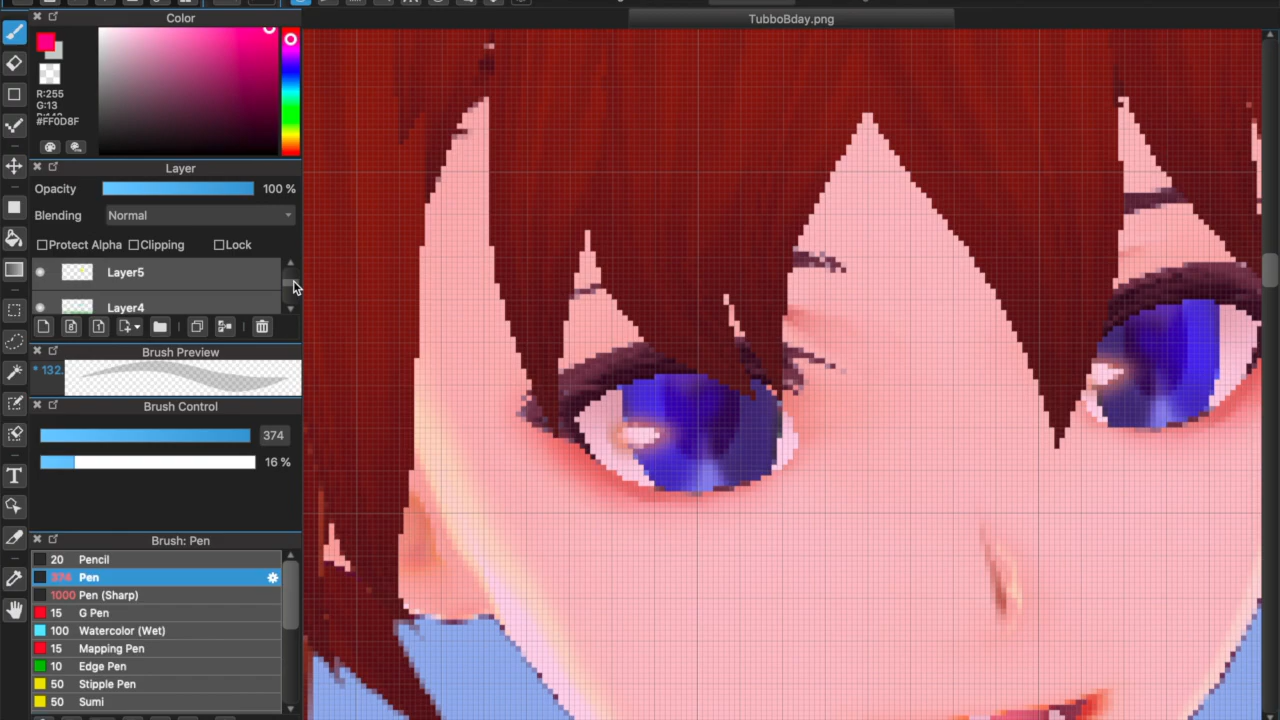 TubboBday.png
Color
R:255
G:13
#FF0D8F
Layer
Opacity 100 %
Blending Normal
Protect Alpha Clipping Lock
Layer5
Layer4
Brush Preview
* 132.
Brush Control
374
16 %
Brush: Pen
20 Pencil
374 Pen
1000 Pen (Sharp)
15 G Pen
100 Watercolor (Wet)
15 Mapping Pen
10 Edge Pen
50 Stipple Pen
50 Sumi